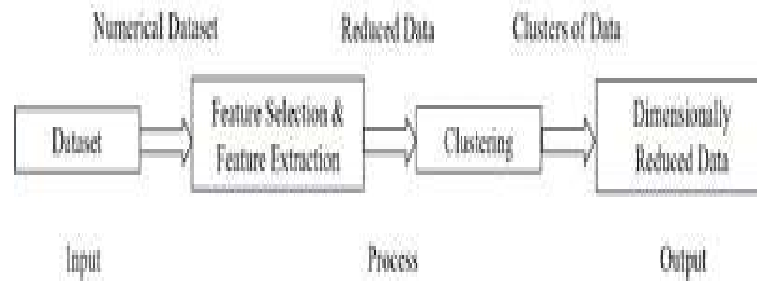 Numerical Dataset
Reduced Data
Clusters of Data
Dataset
Feature Selection &
Feature Extraction
Clustering
Dimensionally
Reduced Data
Input
Process
Output